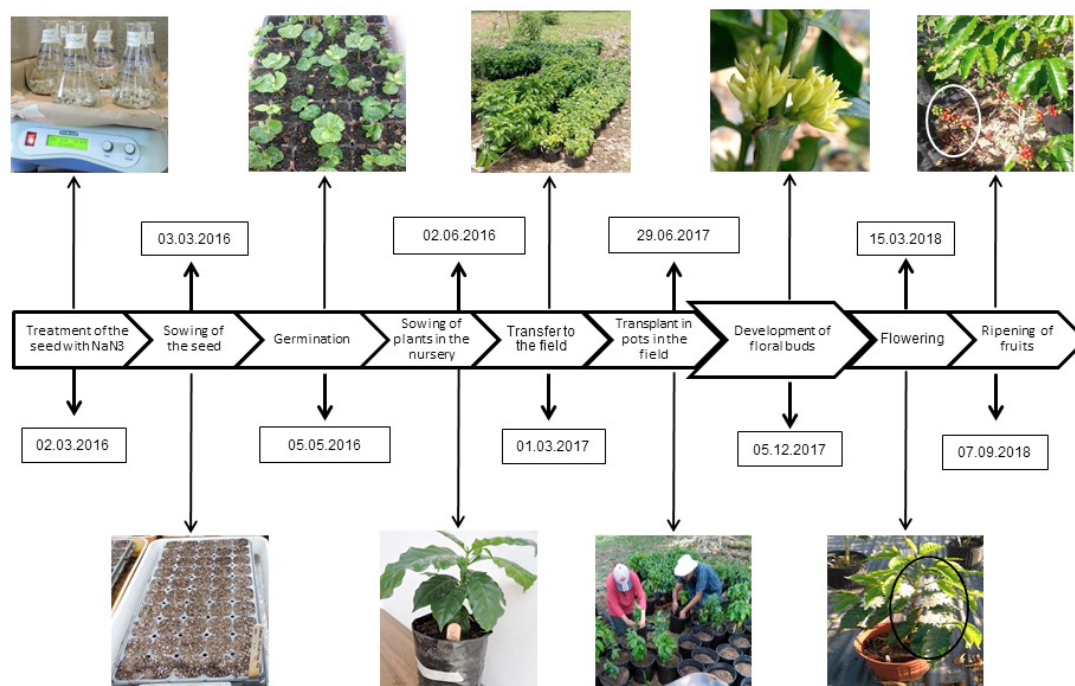 03.03.2016
02.06.2016
29.06.2017
15.03.2018
Treatment of the
seed with NaN3
Sowing of
the seed
Germination
Sowing of
plants in the
nursery
Transfer to
the field
Transplant in
pots in the
field
Development of
floral buds
Flowering
Ripening of
fruits
02.03.2016
05.05.2016
01.03.2017
05.12.2017
07.09.2018